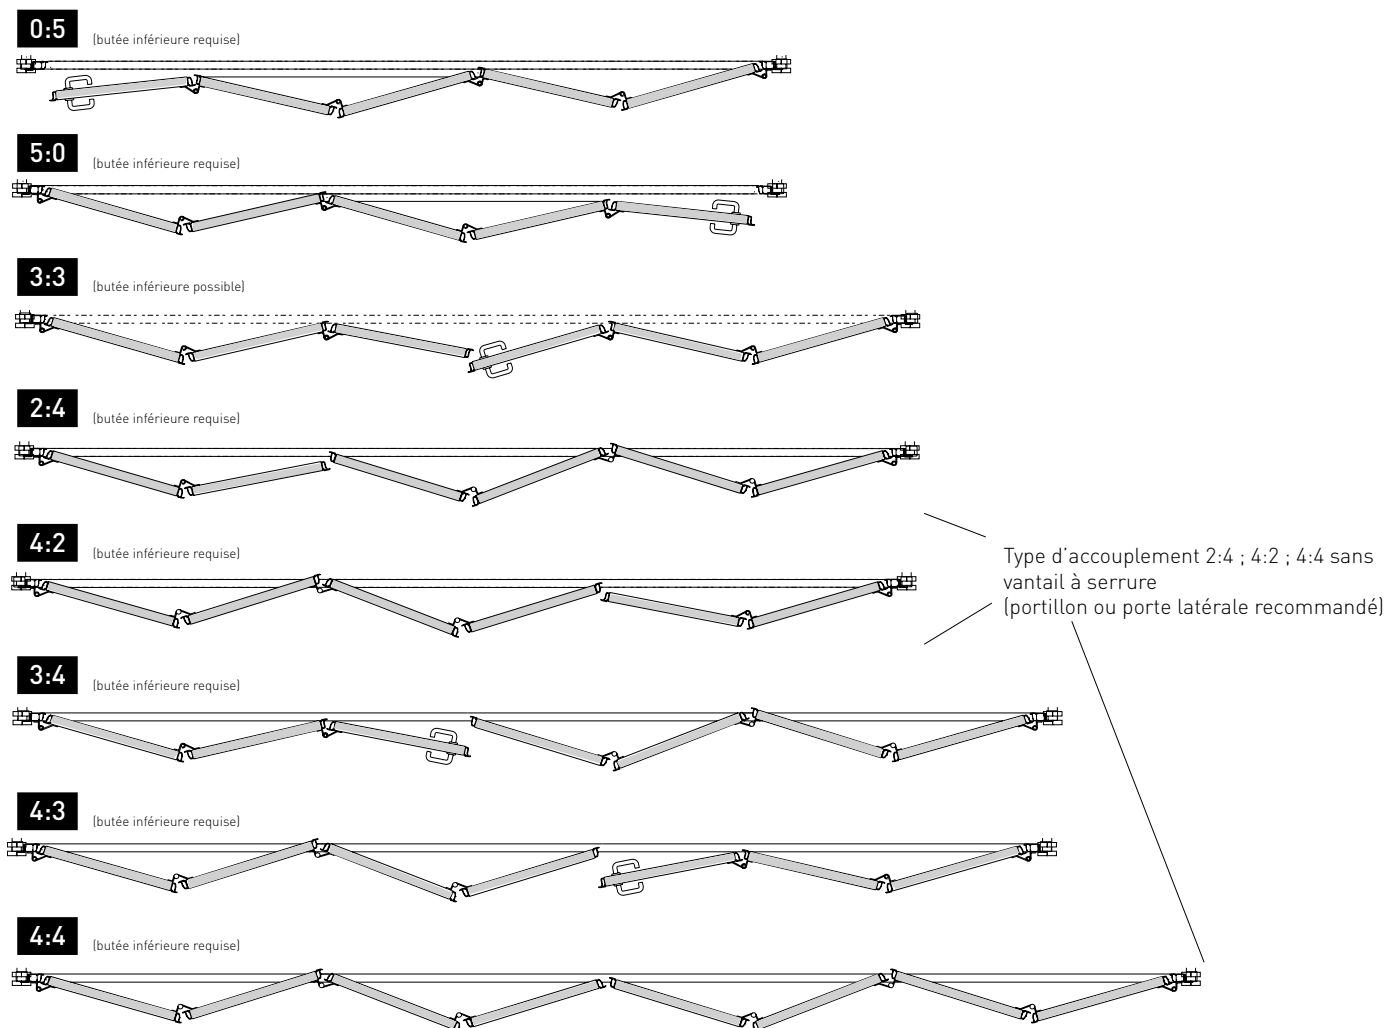 0:5
(butée inférieure requise)
5:0
(butée inférieure requise)
3:3
(butée inférieure possible)
2:4
(butée inférieure requise)
4:2
(butée inférieure requise)
Type d'accouplement 2:4 ; 4:2 ; 4:4 sans
vantail à serrure
(portillon ou porte latérale recommandé)
3:4
(butée inférieure requise)
4:3
(butée inférieure requise)
4:4
(butée inférieure requise)